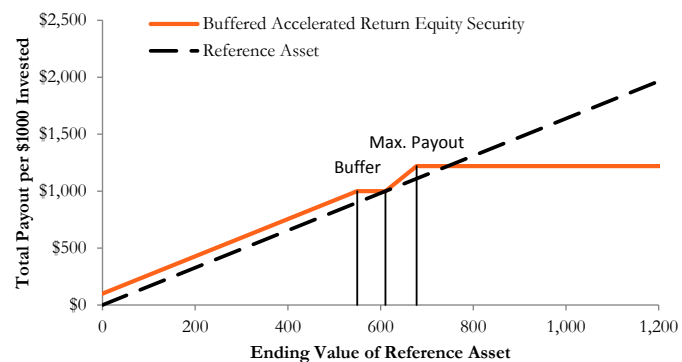 $2,500
Buffered Accelerated Return Equity Security
Reference Asset
$2,000
$1,500
Max. Payout
Buffer
$1,000
$500
$0
Total Payout per $1000 Invested
0 200 400 600 800 1,000 1,200
Ending Value of Reference Asset